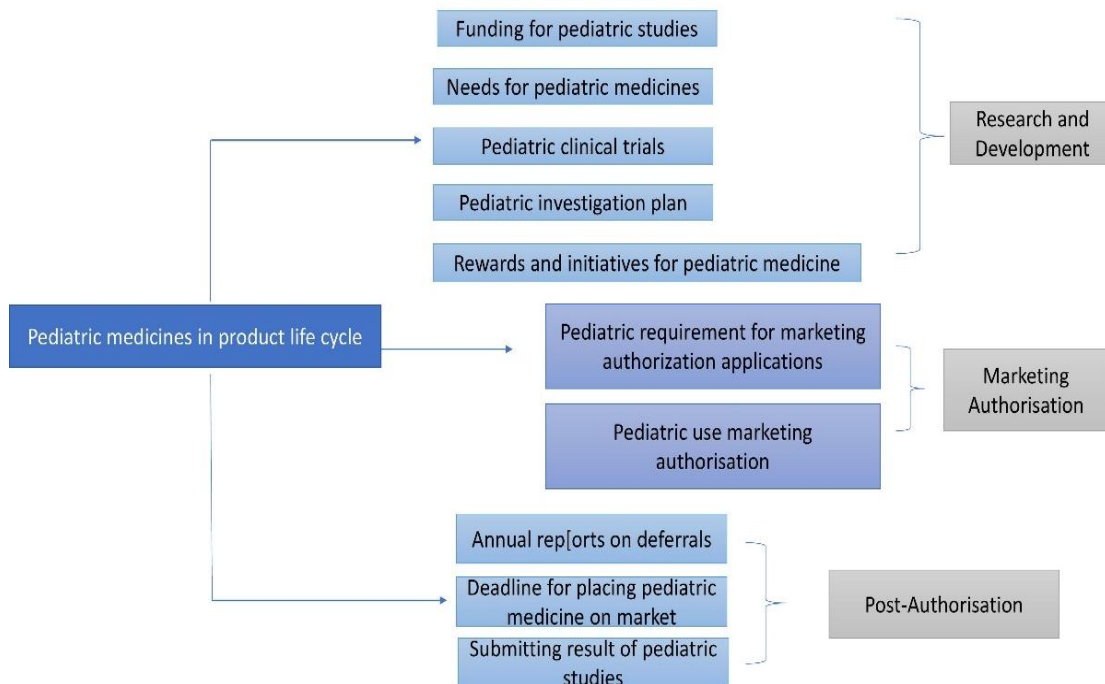 Funding for pediatric studies
Needs for pediatric medicines
Pediatric clinical trials
Pediatric investigation plan
Rewards and initiatives for pediatric medicine
Research and
Development
Pediatric medicines in product life cycle
Pediatric requirement for marketing
authorization applications
Pediatric use marketing
authorisation
Marketing
Authorisation
Annual rep[orts on deferrals
Deadline for placing pediatric
medicine on market
Submitting result of pediatric
studies
Post-Authorisation